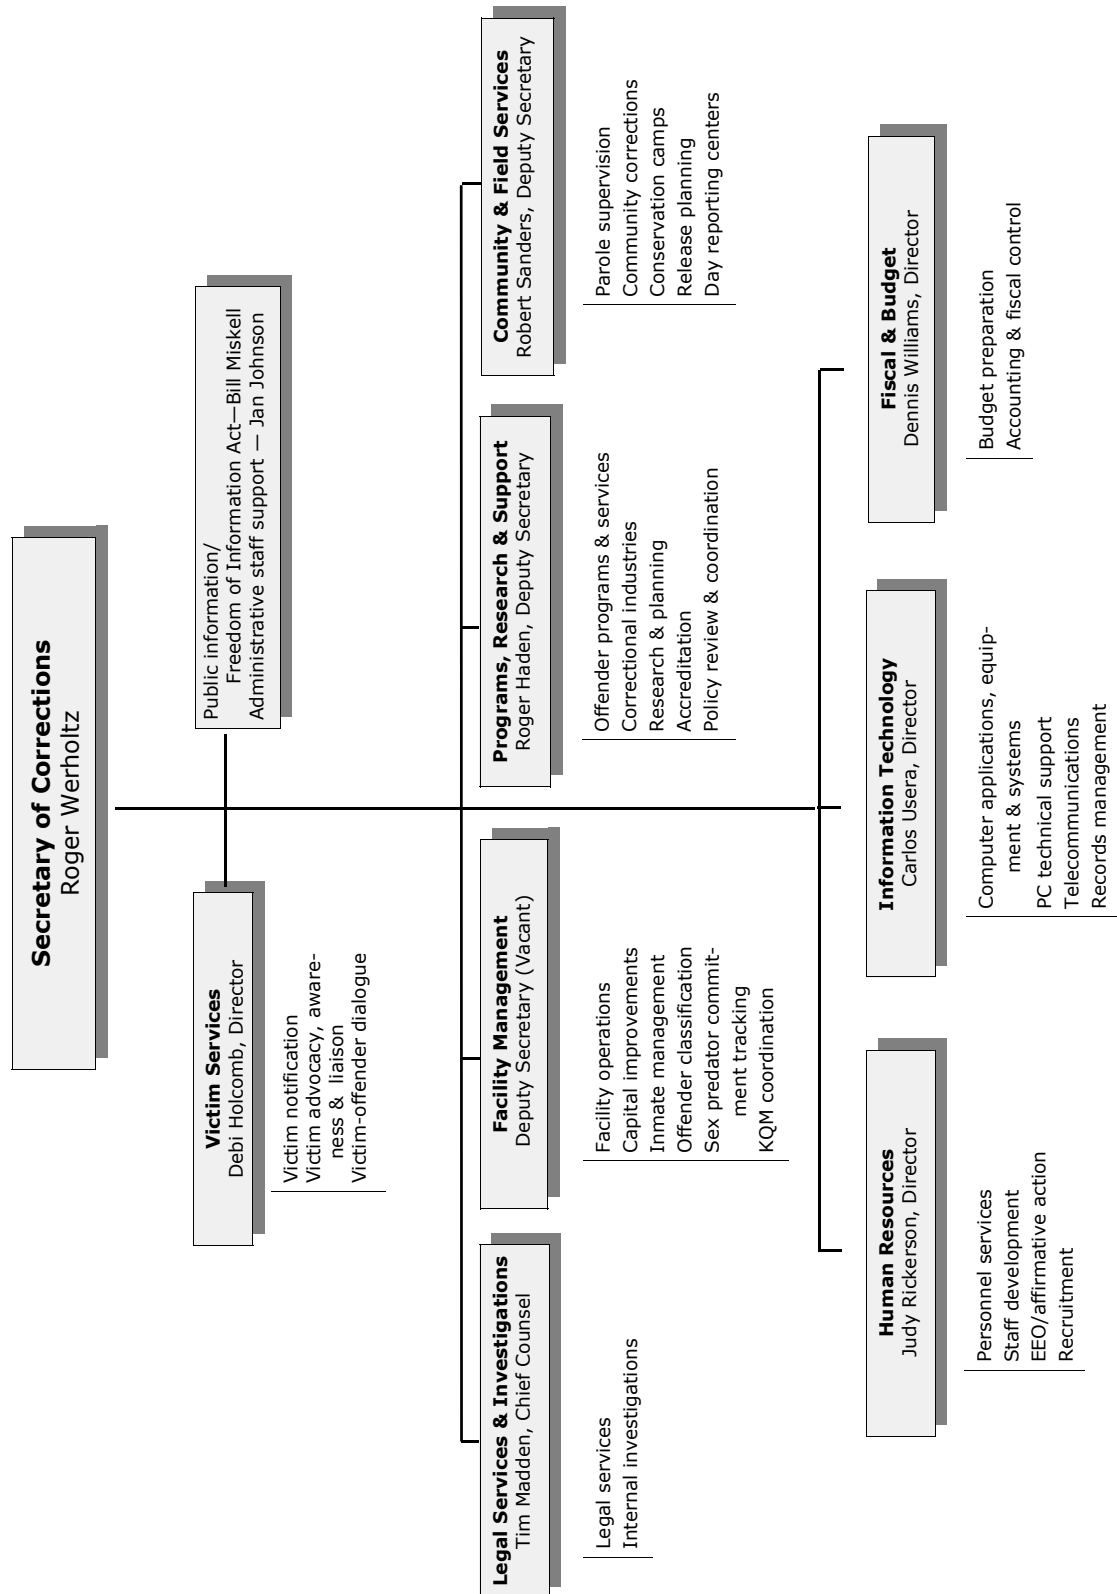 Secretary of Corrections
Roger Werholtz
Victim Services
Debi Holcomb, Director
Victim notification
Victim advocacy, aware-
ness & liaison
Victim-offender dialogue
Public information/
Freedom of Information Act—Bill Miskell
Administrative staff support — Jan Johnson
Legal Services & Investigations
Tim Madden, Chief Counsel
Legal services
Internal investigations
Facility Management
Deputy Secretary (Vacant)
Facility operations
Capital improvements
Inmate management
Offender classification
Sex predator commit-
ment tracking
KQM coordination
Programs, Research & Support
Roger Haden, Deputy Secretary
Offender programs & services
Correctional industries
Research & planning
Accreditation
Policy review & coordination
Community & Field Services
Robert Sanders, Deputy Secretary
Parole supervision
Community corrections
Conservation camps
Release planning
Day reporting centers
Human Resources
Judy Rickerson, Director
Personnel services
Staff development
EEO/affirmative action
Recruitment
Information Technology
Carlos Usera, Director
Computer applications, equip-
ment & systems
PC technical support
Telecommunications
Records management
Fiscal & Budget
Dennis Williams, Director
Budget preparation
Accounting & fiscal control